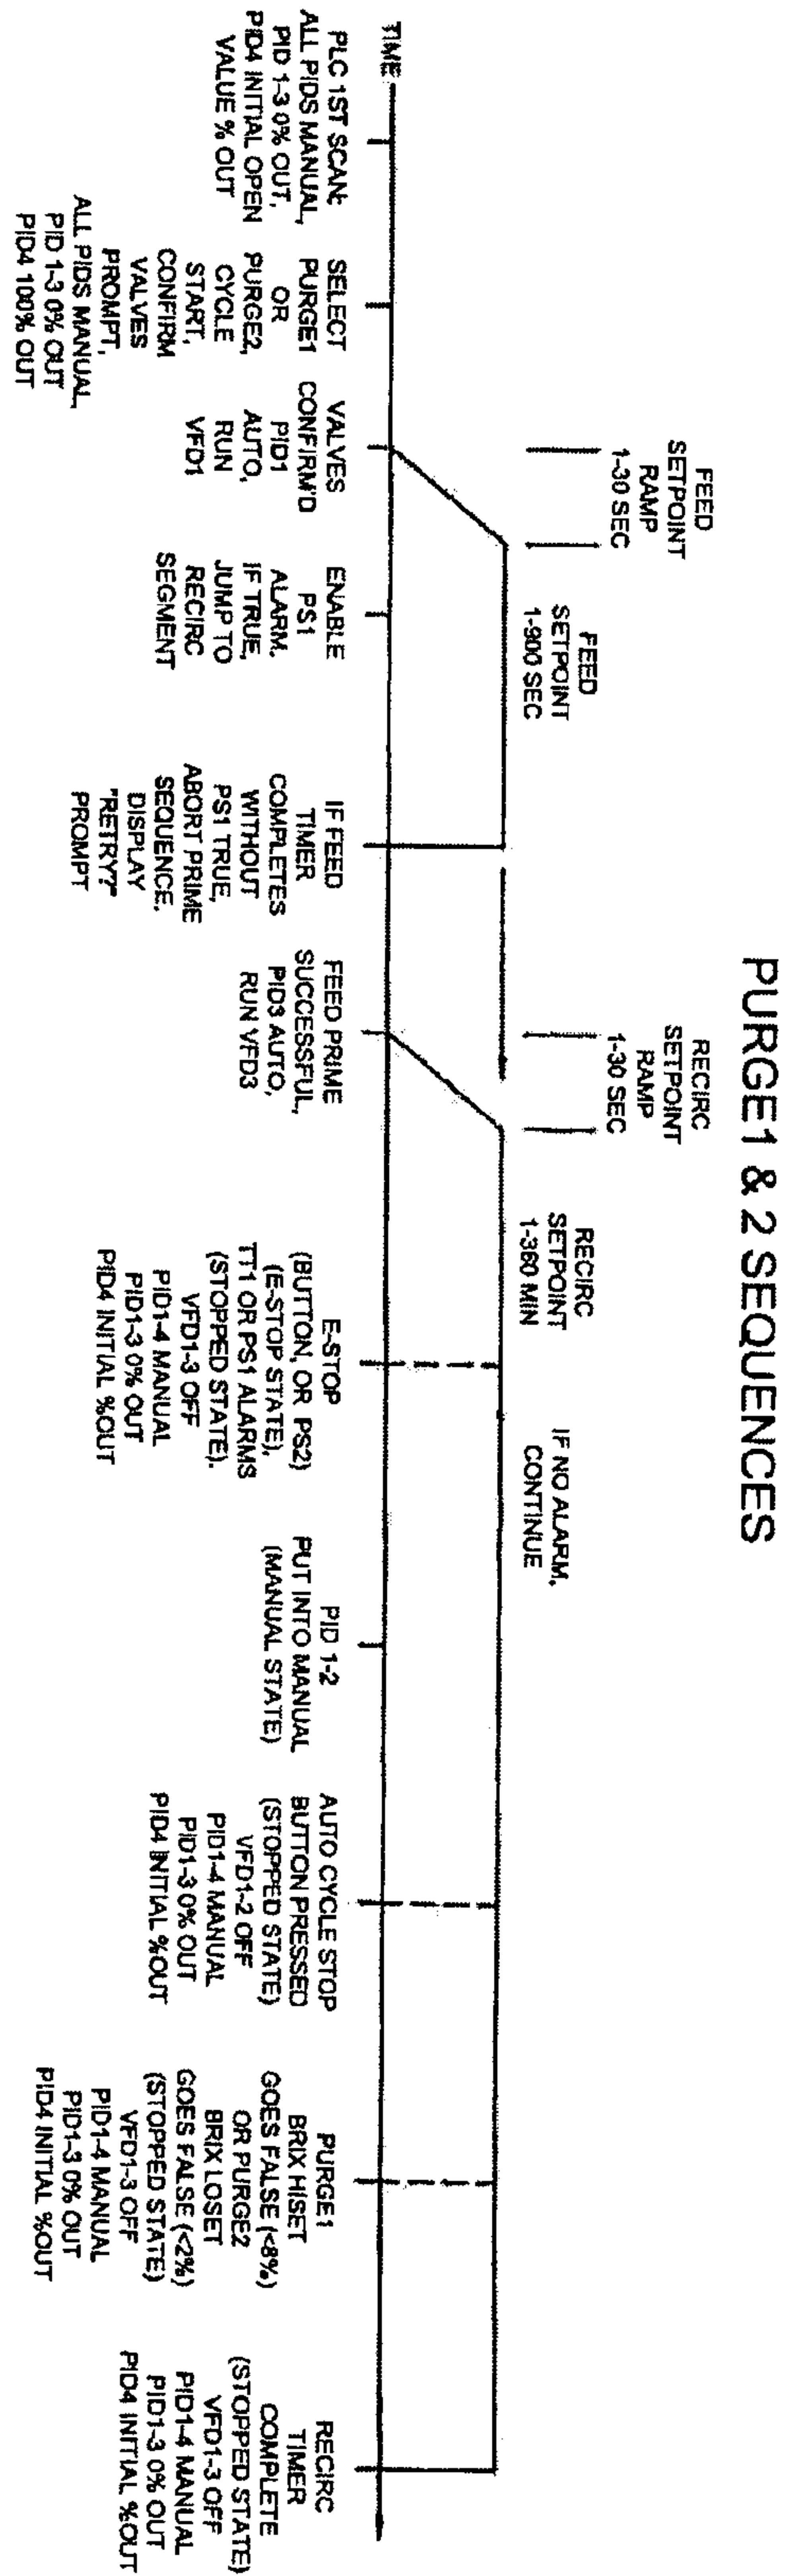 PURGE1 & 2 SEQUENCES
FEED
SETPOINT
RAMP
1-30 SEC
FEED
SETPOINT
1-900 SEC
RECIRC
SETPOINT
RAMP
1-30 SEC
RECIRC
SETPOINT
1-360 MIN
IF NO ALARM,
CONTINUE
TIME
PLC 1ST SCAN:
ALL PIDS MANUAL,
PID 1-3 0% OUT,
PID4 INITIAL OPEN
VALUE % OUT
SELECT
PURGE1
OR
PURGE2,
CYCLE
START,
CONFIRM
VALVES
PROMPT,
ALL PIDS MANUAL,
PID 1-3 0% OUT
PID4 100% OUT
VALVES
CONFIRM'D
PID1
AUTO,
RUN
VFD1
ENABLE
PS1
ALARM.
IF TRUE,
JUMP TO
RECIRC
SEGMENT
IF FEED
TIMER
COMPLETES
WITHOUT
PS1 TRUE,
ABORT PRIME
SEQUENCE.
DISPLAY
"RETRY?"
PROMPT
FEED PRIME
SUCCESSFUL,
PID3 AUTO,
RUN VFD3
E-STOP
(BUTTON, OR PS2)
(E-STOP STATE),
TT1 OR PS1 ALARMS
(STOPPED STATE).
VFD1-3 OFF
PID1-4 MANUAL
PID1-3 0% OUT
PID4 INITIAL %OUT
PID 1-2
PUT INTO MANUAL
(MANUAL STATE)
AUTO CYCLE STOP
BUTTON PRESSED
(STOPPED STATE)
VFD1-2 OFF
PID1-4 MANUAL
PID1-3 0% OUT
PID4 INITIAL %OUT
PURGE1
BRIX HISET
GOES FALSE (<8%)
OR PURGE2
BRIX LOSET
GOES FALSE (<2%)
(STOPPED STATE)
VFD1-3 OFF
PID1-4 MANUAL
PID1-3 0% OUT
PID4 INITIAL %OUT
RECIRC
TIMER
COMPLETE
(STOPPED STATE)
VFD1-3 OFF
PID1-4 MANUAL
PID1-3 0% OUT
PID4 INITIAL %OUT